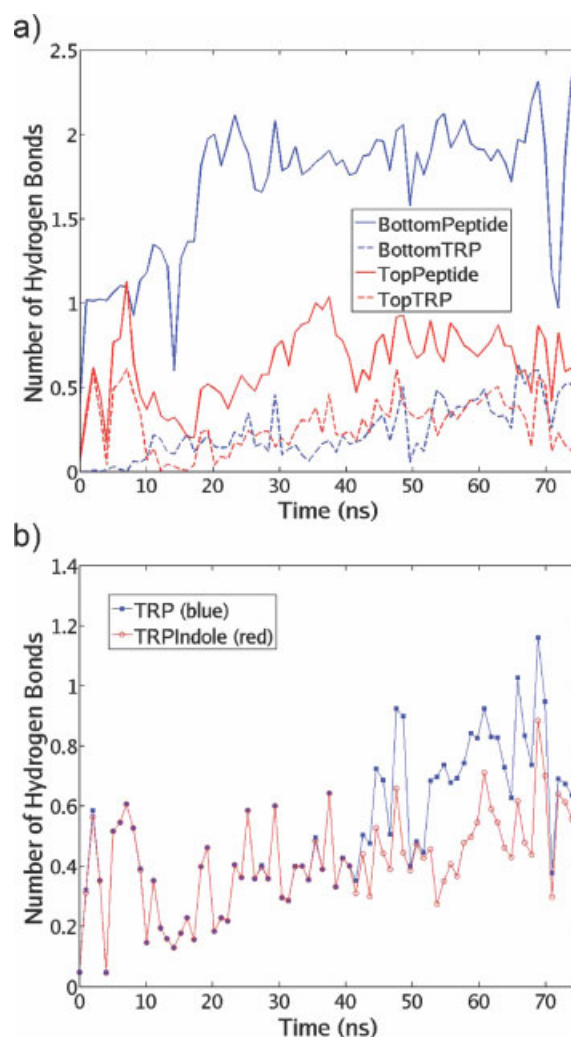 a)
2.5
2
1.5
1
0.5
0
Number of Hydrogen Bonds
BottomPeptide
BottomTRP
TopPeptide
TopTRP
0 10 20 30 40 50 60 70
Time (ns)
b)
1.4
1.2
1
0.8
0.6
0.4
0.2
0
Number of Hydrogen Bonds
TRP (blue)
TRPIndole (red)
0 10 20 30 40 50 60 70
Time (ns)